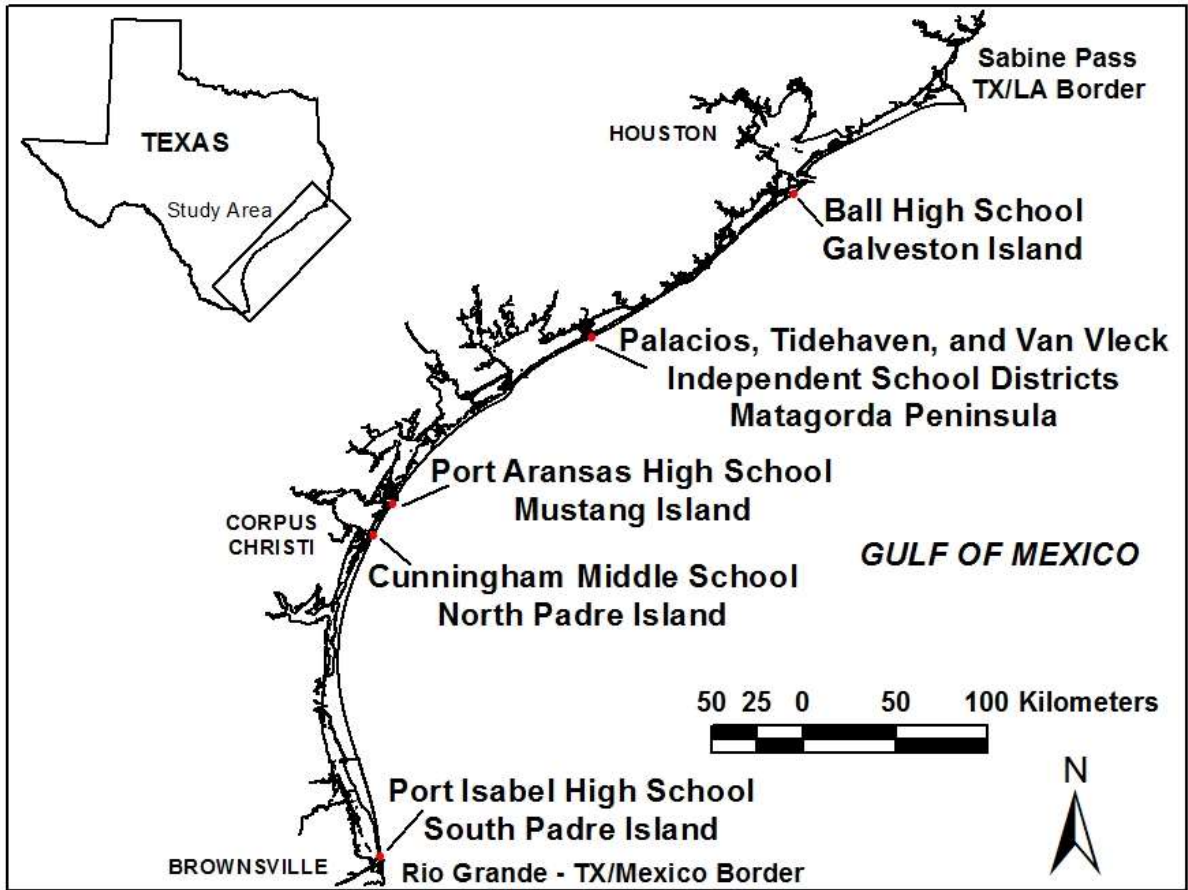 Sabine Pass
TX/LA Border
HOUSTON
TEXAS
Study Area
Ball High School
Galveston Island
Palacios, Tidehaven, and Van Vleck
Independent School Districts
Matagorda Peninsula
Port Aransas High School
Mustang Island
CORPUS
CHRISTI
GULF OF MEXICO
Cunningham Middle School
North Padre Island
50 25 0 50 100 Kilometers
N
Port Isabel High School
South Padre Island
BROWNSVILLE
Rio Grande - TX/Mexico Border